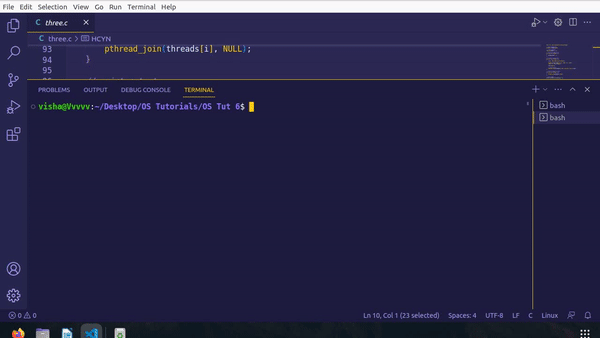 File Edit Selection View Go Run Terminal Help
C three.c
C three.c > HCYN
93 pthread_join(threads[i], NULL);
94 }
95
PROBLEMS OUTPUT DEBUG CONSOLE TERMINAL
visha@Vvvvv:~/Desktop/OS Tutorials/OS Tut 6$
bash
bash
0 0 Ln 10, Col 1 (23 selected) Spaces: 4 UTF-8 LF C Linux